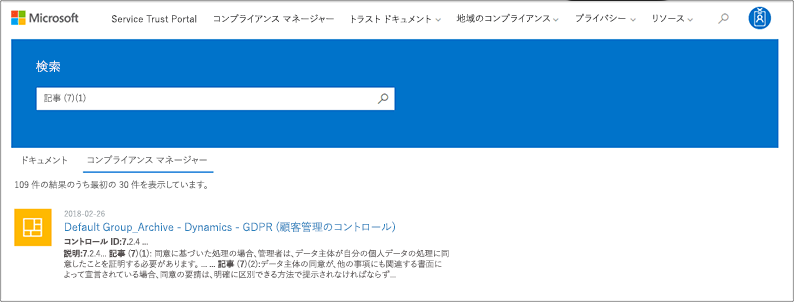 Microsoft Service Trust Portal コンプライアンス マネージャー トラスト ドキュメント 地域のコンプライアンス プライバシー リソース
検索
記事 (7)(1)
ドキュメント コンプライアンス マネージャー
109 件の結果のうち最初の 30 件を表示しています。
2018-02-26
Default Group_Archive - Dynamics - GDPR (顧客管理のコントロール)
コントロール ID:7.2.4 ...
説明:7.2.4... 記事 (7)(1): 同意に基づいた処理の場合、管理者は、データ主体が自分の個人データの処理に同
意したことを証明する必要があります。 ... ... 記事 (7)(2):データ主体の同意が、他の事項にも関連する書面に
よって宣言されている場合、同意の要請は、明確に区別できる方法で提示されなければならず...